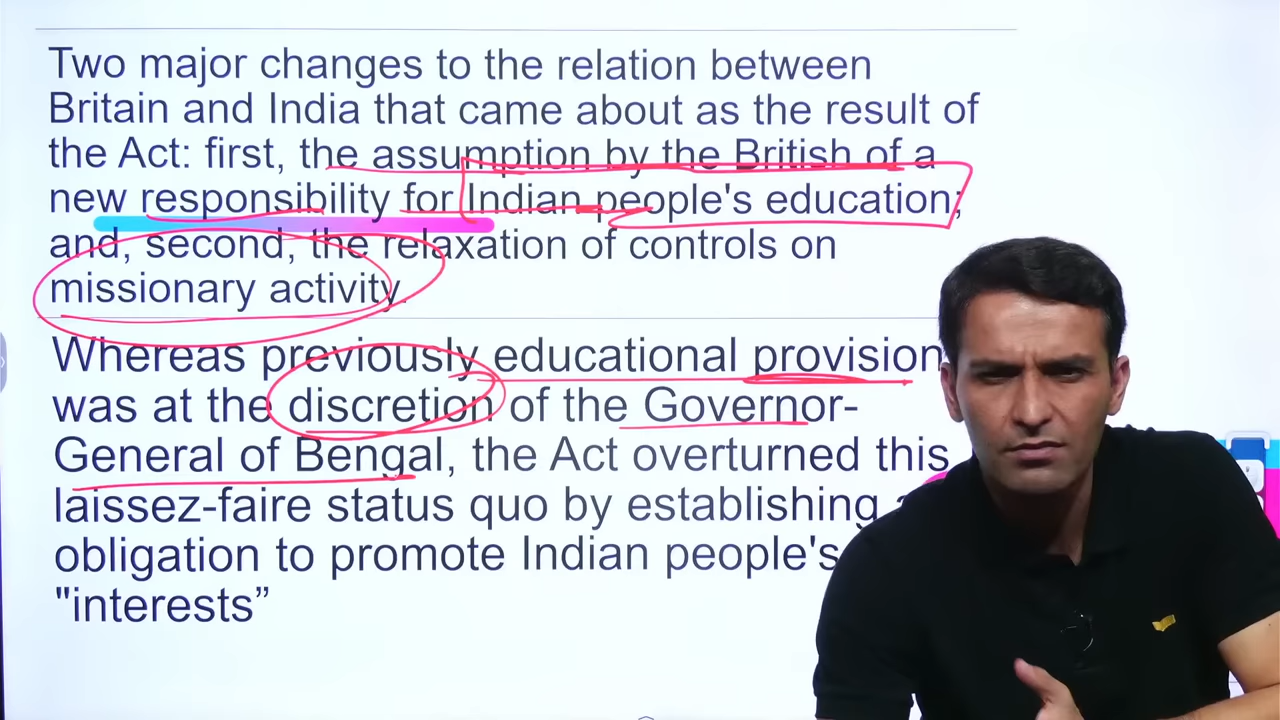 Two major changes to the relation between
Britain and India that came about as the result of
the Act: first, the assumption by the British of a
new responsibility for Indian people's education;
and, second, the relaxation of controls on
missionary activity.
Whereas previously educational provision
was at the discretion of the Governor-
General of Bengal, the Act overturned this
laissez-faire status quo by establishing
obligation to promote Indian people's
"interests”